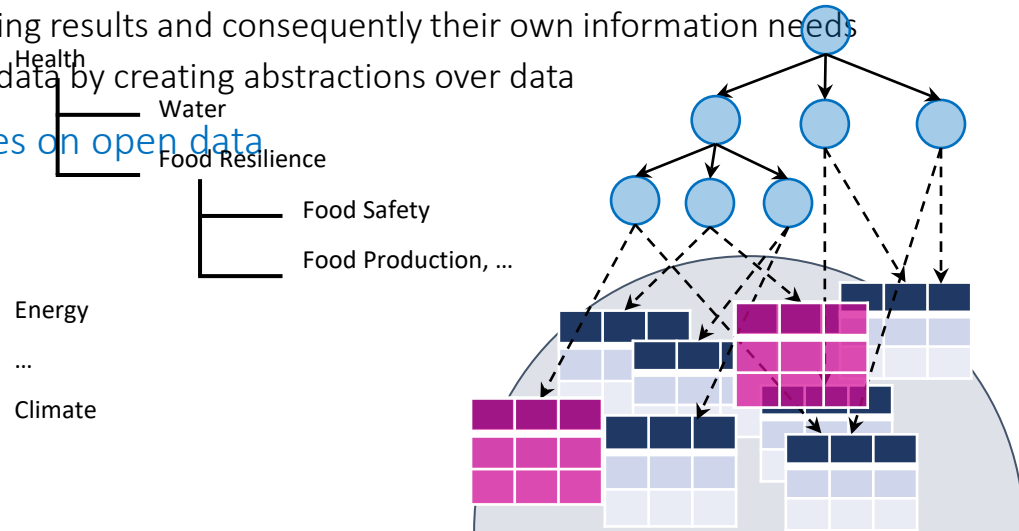 ing results and consequently their own information needs
Health
data by creating abstractions over data
Water
es on open data
Food Resilience
Food Safety
Food Production, ...
Energy
...
Climate